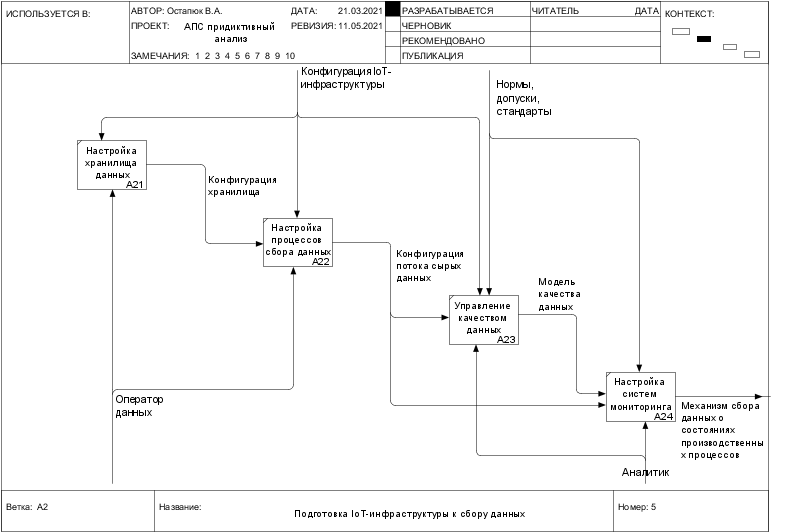 ИСПОЛЬЗУЕТСЯ В:
АВТОР: Остапюк В.А.
ДАТА: 21.03.2021
ПРОЕКТ: АПС придиктивный
анализ
РЕВИЗИЯ: 11.05.2021
ЗАМЕЧАНИЯ: 1 2 3 4 5 6 7 8 9 10
РАЗРАБАТЫВАЕТСЯ
ЧЕРНОВИК
РЕКОМЕНДОВАНО
ПУБЛИКАЦИЯ
ЧИТАТЕЛЬ
ДАТА
КОНТЕКСТ:
Конфигурация IoT-
инфраструктуры
Нормы,
допуски,
стандарты
Настройка
хранилища
данных
A21
Конфигурация
хранилища
Настройка
процессов
сбора данных
A22
Конфигурация
потока сырых
данных
Управление
качеством
данных
A23
Модель
качества
данных
Настройка
систем
мониторинга
A24
Оператор
данных
Механизм сбора
данных о
состояниях
производственны
х процессов
Аналитик
Ветка: A2
Название:
Подготовка IoT-инфраструктуры к сбору данных
Номер: 5